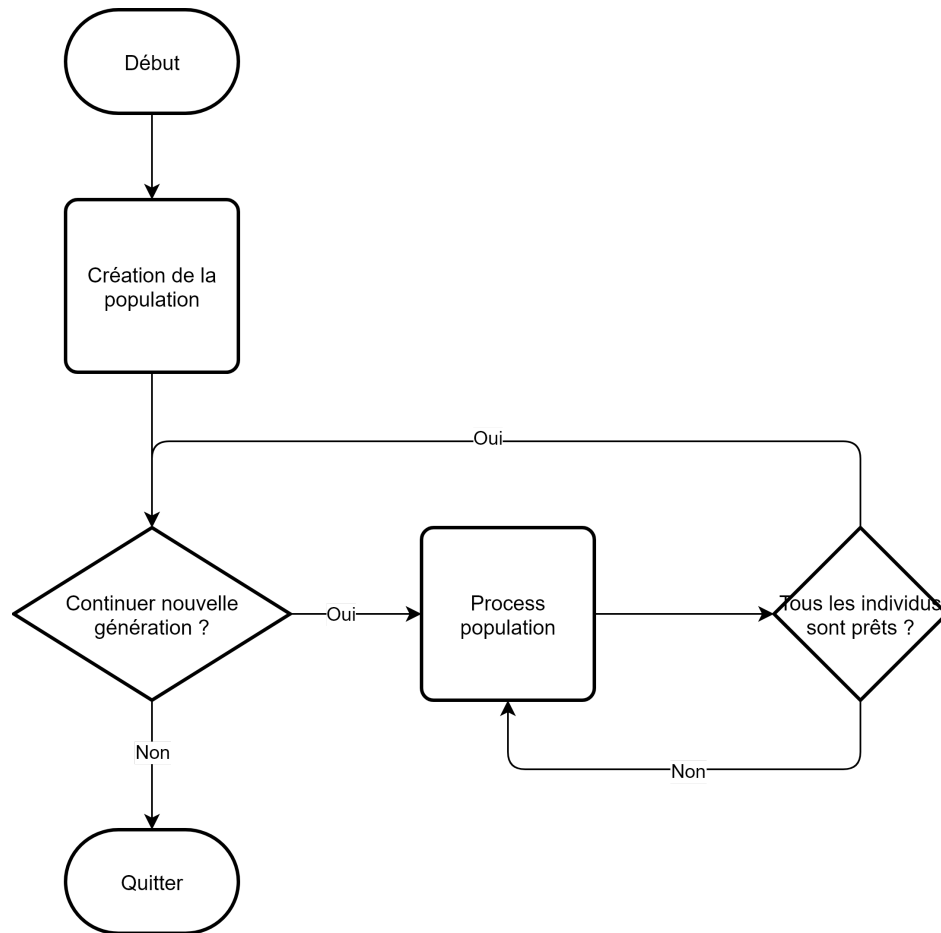 Début
Création de la
population
Oui
Continuer nouvelle
génération ?
Oui
Process
population
Tous les individus
sont prêts ?
Non
Non
Quitter